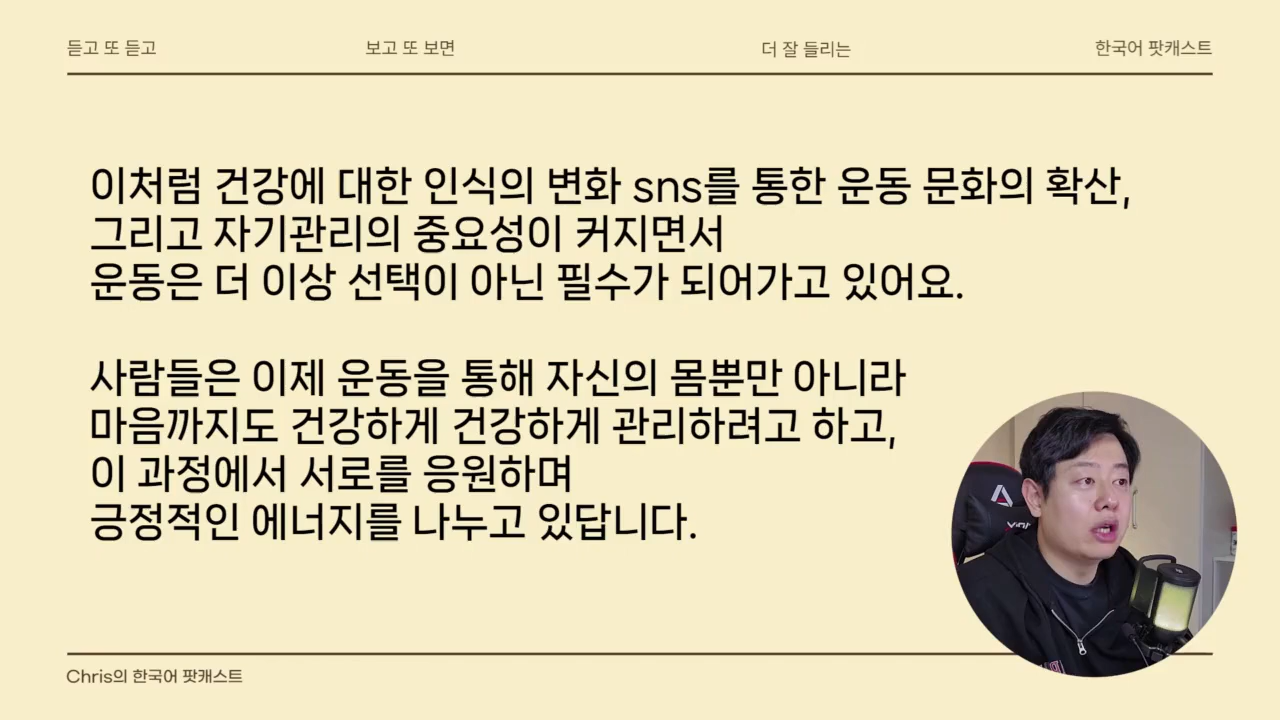 듣고 또 듣고 보고 또 보면 더 잘 들리는 한국어 팟캐스트
이처럼 건강에 대한 인식의 변화 sns를 통한 운동 문화의 확산,
그리고 자기관리의 중요성이 커지면서
운동은 더 이상 선택이 아닌 필수가 되어가고 있어요.
사람들은 이제 운동을 통해 자신의 몸뿐만 아니라
마음까지도 건강하게 건강하게 관리하려고 하고,
이 과정에서 서로를 응원하며
긍정적인 에너지를 나누고 있답니다.
Chris의 한국어 팟캐스트